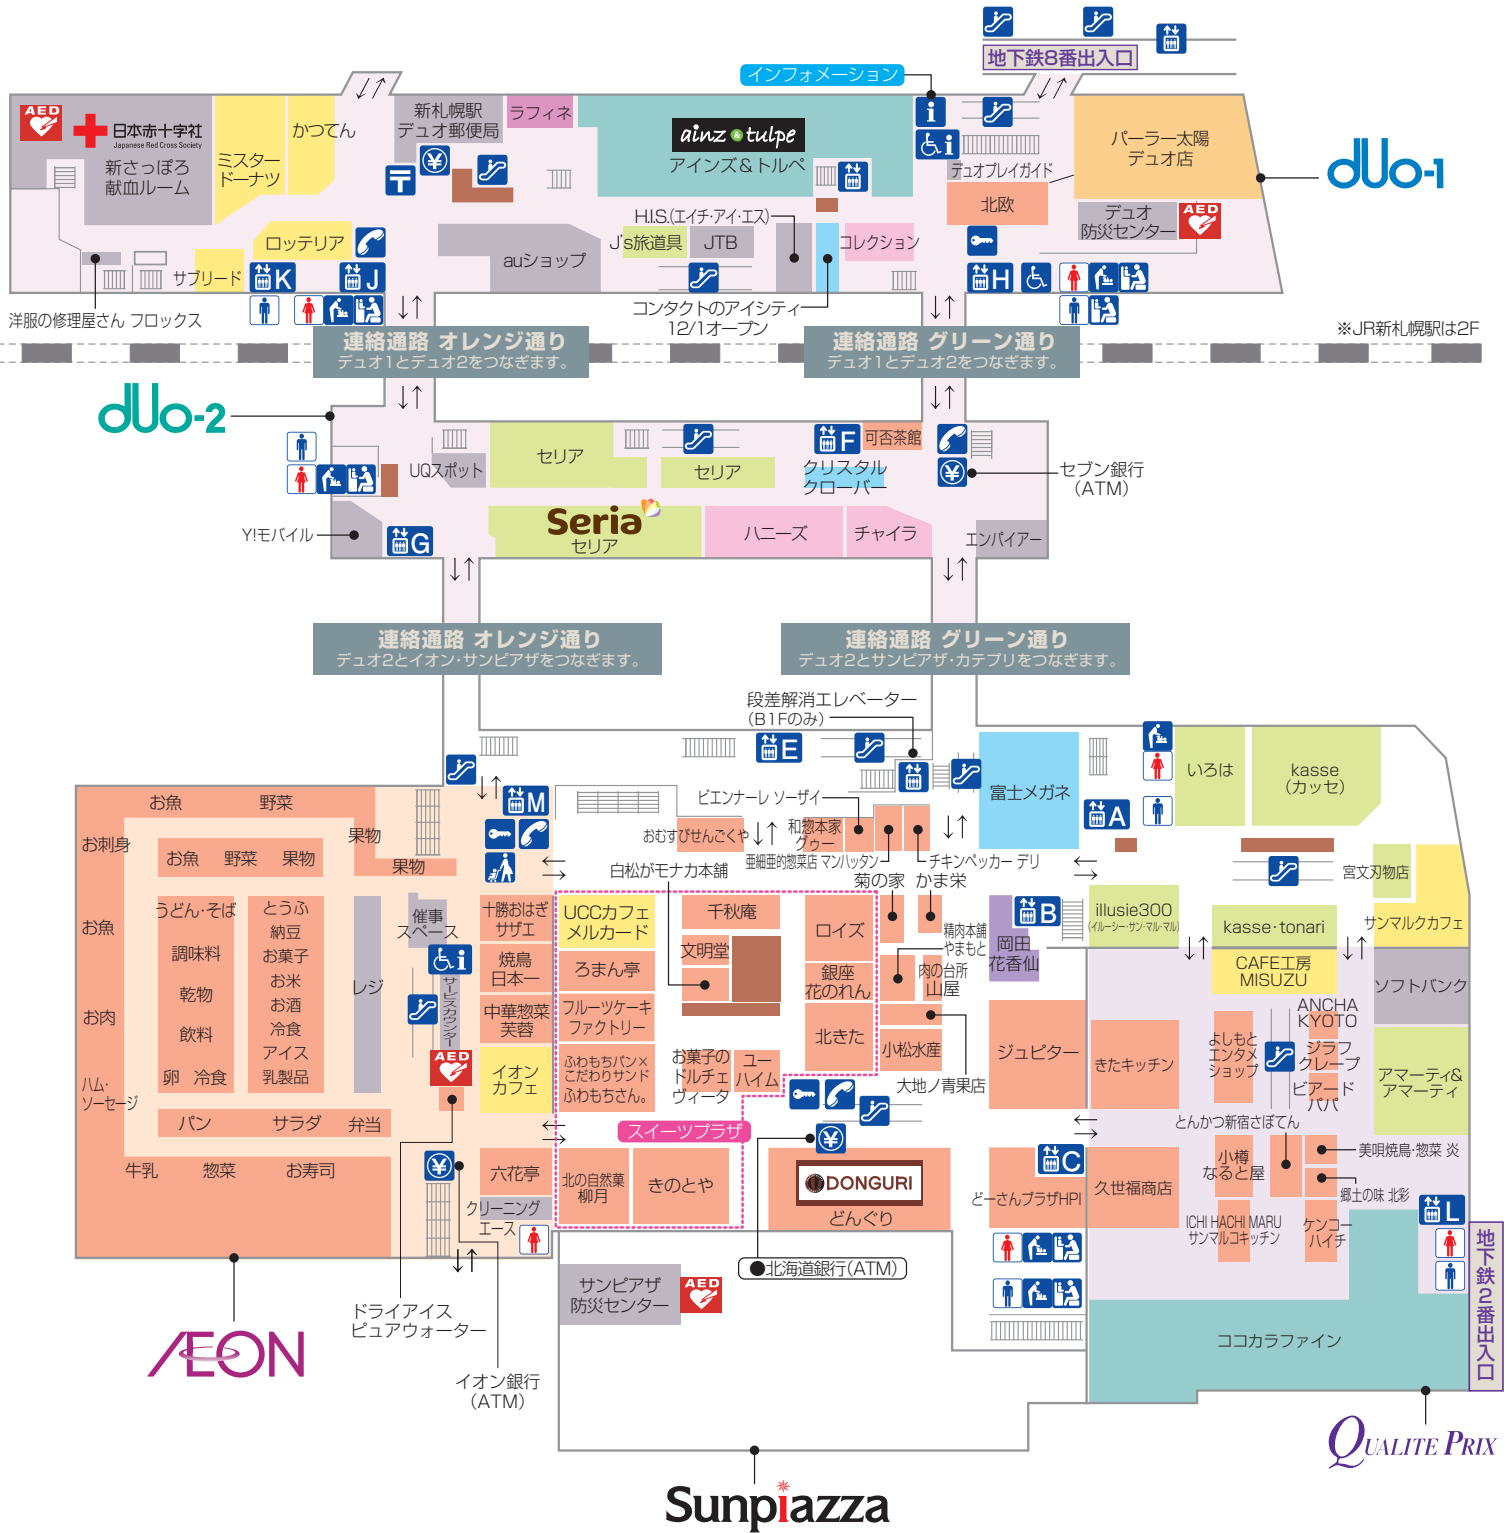 地下鉄8番出入口
インフォメーション
AED
日本赤十字社
Japanese Red Cross Society
新さっぽろ
献血ルーム
ミスター
ドーナツ
かつてん
新札幌駅
デュオ郵便局
ラフィネ
ainz & tulpe
アインズ&トルペ
デュオプレイガイド
パーラー太陽
デュオ店
dUo-1
北欧
デュオ
防災センター
AED
ロッテリア
サブリード
K
J
auショップ
H.I.S.(エイチ・アイ・エス)
J's旅道具
JTB
コレクション
H
洋服の修理屋さん フロックス
コンタクトのアイシティ
12/1オープン
※JR新札幌駅は2F
連絡通路 オレンジ通り
デュオ1とデュオ2をつなぎます。
連絡通路 グリーン通り
デュオ1とデュオ2をつなぎます。
dUo-2
UQスポット
セリア
セリア
F
可否茶館
クリスタル
クローバー
セブン銀行
(ATM)
Y!モバイル
G
Seria
セリア
ハニーズ
チャイラ
エンパイアー
連絡通路 オレンジ通り
デュオ2とイオン・サンピアザをつなぎます。
連絡通路 グリーン通り
デュオ2とサンピアザ・カテプリをつなぎます。
段差解消エレベーター
(B1Fのみ)
E
富士メガネ
A
いろは
kasse
(カッセ)
M
お魚
野菜
果物
果物
お刺身
お魚
野菜
果物
ビエンナーレ ソーザイ
おむすびせんごくや
和惣本家
グゥー
亜細亜的惣菜店 マンハッタン
チキンペッカー デリ
白松がモナカ本舗
菊の家
かま栄
宮文刃物店
サンマルクカフェ
お魚
うどん・そば
調味料
乾物
飲料
卵 冷食
とうふ
納豆
お菓子
お米
お酒
冷食
アイス
乳製品
レジ
催事
スペース
サービスカウンター
AED
お肉
ハム・
ソーセージ
十勝おはぎ
サザエ
焼鳥
日本一
中華惣菜
芙蓉
イオン
カフェ
UCCカフェ
メルカード
ろまん亭
フルーツケーキ
ファクトリー
ふわもちパン×
こだわりサンド
ふわもちさん。
千秋庵
文明堂
ロイズ
銀座
花のれん
北きた
お菓子の
ドルチェ
ヴィータ
ユー
ハイム
精肉本舗
やまもと
肉の台所
山屋
小松水産
大地ノ青果店
B
岡田
花香仙
illusie300
(イルーシー・サン・マル・マル)
kasse・tonari
CAFE工房
MISUZU
ソフトバンク
ジュピター
きたキッチン
よしもと
エンタメ
ショップ
ANCHA
KYOTO
ジラフ
クレープ
ビアード
パパ
アマーティ&
アマーティ
とんかつ新宿さぼてん
スイーツプラザ
パン
サラダ
弁当
牛乳
惣菜
お寿司
六花亭
クリーニング
エース
北の自然菓
柳月
きのとや
DONGURI
どんぐり
C
どーさんプラザHPI
久世福商店
小樽
なると屋
美唄焼鳥・惣菜 炎
郷土の味 北彩
ICHI HACHI MARU
サンマルコキッチン
ケンコー
ハイチ
L
地下鉄2番出入口
北海道銀行(ATM)
サンピアザ
防災センター
AED
ドライアイス
ピュアウォーター
イオン銀行
(ATM)
ココカラファイン
ÆON
QUALITE PRIX
Sunpiazza